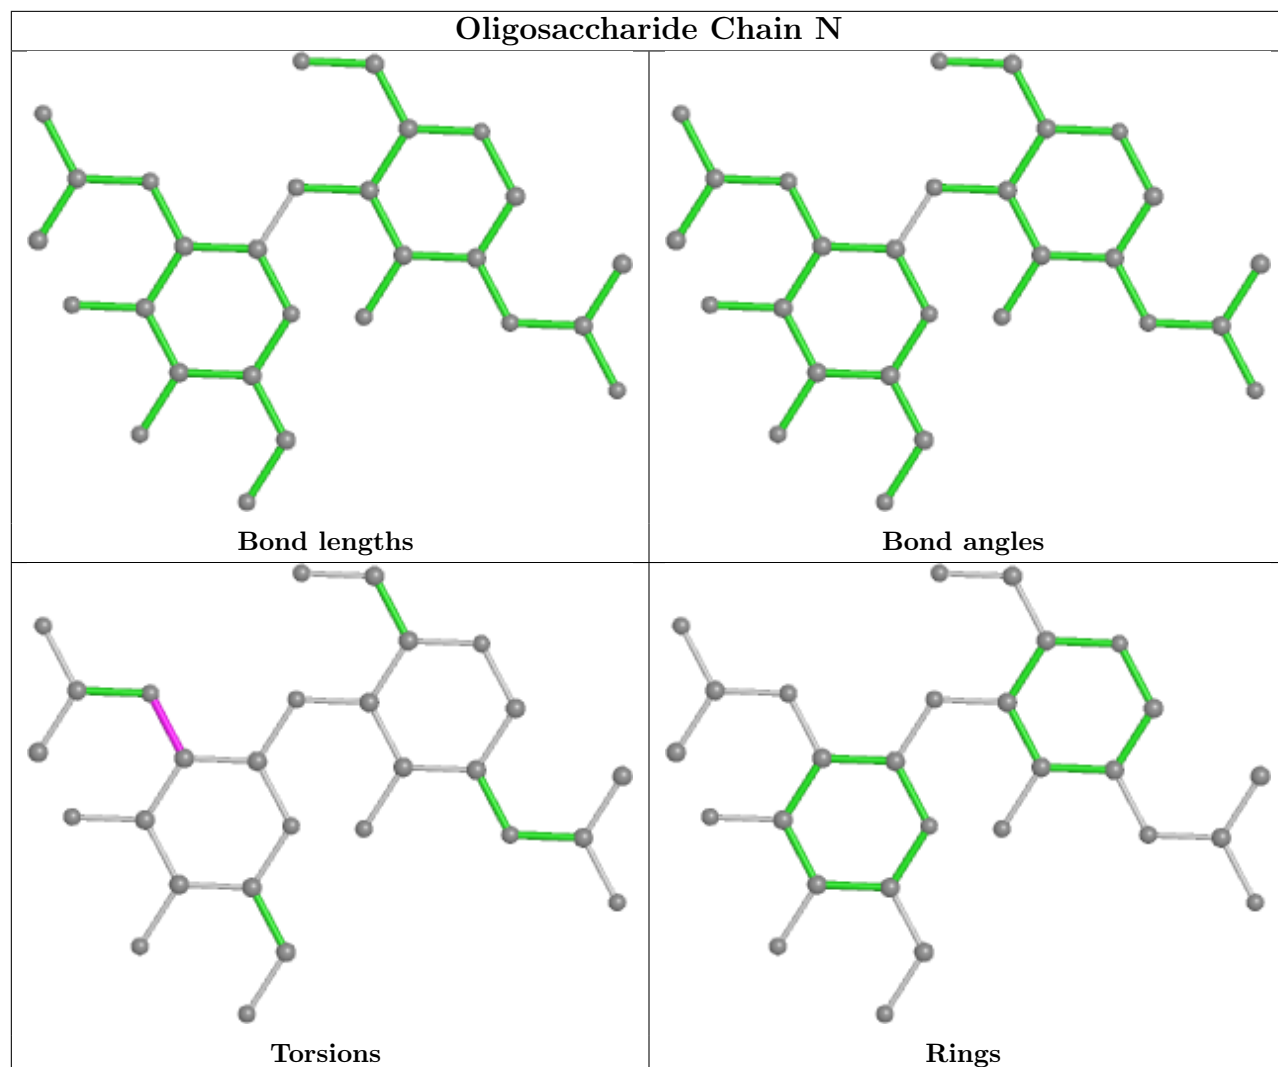 Oligosaccharide Chain N
Bond lengths
Bond angles
Torsions
Rings